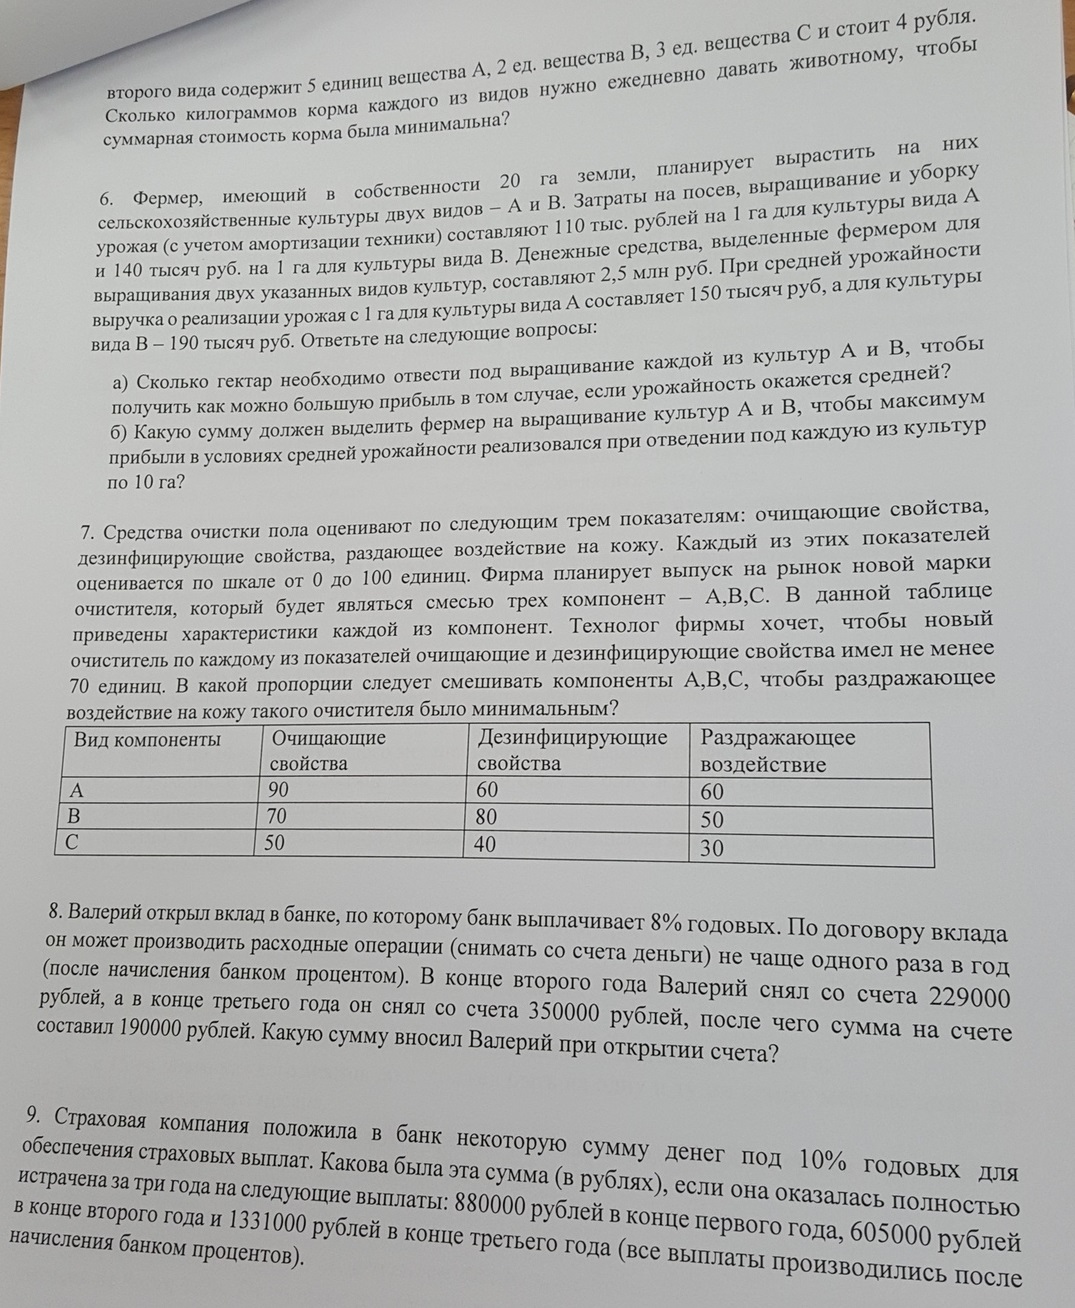 второго вида содержит 5 единиц вещества А, 2 ед. вещества В, 3 ед. вещества С и стоит 4 рубля.
Сколько килограммов корма каждого из видов нужно ежедневно давать животному, чтобы
суммарная стоимость корма была минимальна?
6. Фермер, имеющий в собственности 20 га земли, планирует вырастить на них
сельскохозяйственные культуры двух видов – А и В. Затраты на посев, выращивание и уборку
урожая (с учетом амортизации техники) составляют 110 тыс. рублей на 1 га для культуры вида А
и 140 тысяч руб. на 1 га для культуры вида В. Денежные средства, выделенные фермером для
выращивания двух указанных видов культур, составляют 2,5 млн руб. При средней урожайности
выручка о реализации урожая с 1 га для культуры вида А составляет 150 тысяч руб, а для культуры
вида В – 190 тысяч руб. Ответьте на следующие вопросы:
а) Сколько гектар необходимо отвести под выращивание каждой из культур А и В, чтобы
получить как можно большую прибыль в том случае, если урожайность окажется средней?
б) Какую сумму должен выделить фермер на выращивание культур А и В, чтобы максимум
прибыли в условиях средней урожайности реализовался при отведении под каждую из культур
по 10 га?
7. Средства очистки пола оценивают по следующим трем показателям: очищающие свойства,
дезинфицирующие свойства, раздающее воздействие на кожу. Каждый из этих показателей
оценивается по шкале от 0 до 100 единиц. Фирма планирует выпуск на рынок новой марки
очистителя, который будет являться смесью трех компонент – А,В,С. В данной таблице
приведены характеристики каждой из компонент. Технолог фирмы хочет, чтобы новый
очиститель по каждому из показателей очищающие и дезинфицирующие свойства имел не менее
70 единиц. В какой пропорции следует смешивать компоненты А,В,С, чтобы раздражающее
воздействие на кожу такого очистителя было минимальным?
Вид компоненты Очищающие свойства Дезинфицирующие свойства Раздражающее воздействие
А 90 60 60
В 70 80 50
С 50 40 30
8. Валерий открыл вклад в банке, по которому банк выплачивает 8% годовых. По договору вклада
он может производить расходные операции (снимать со счета деньги) не чаще одного раза в год
(после начисления банком процентом). В конце второго года Валерий снял со счета 229000
рублей, а в конце третьего года он снял со счета 350000 рублей, после чего сумма на счете
составил 190000 рублей. Какую сумму вносил Валерий при открытии счета?
9. Страховая компания положила в банк некоторую сумму денег под 10% годовых для
обеспечения страховых выплат. Какова была эта сумма (в рублях), если она оказалась полностью
истрачена за три года на следующие выплаты: 880000 рублей в конце первого года, 605000 рублей
в конце второго года и 1331000 рублей в конце третьего года (все выплаты производились после
начисления банком процентов).